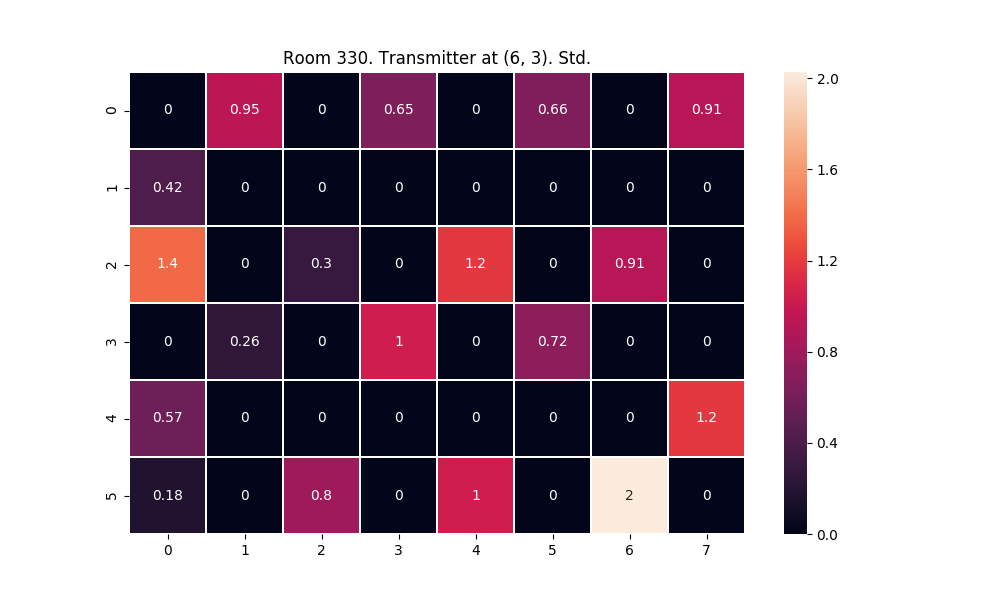 Room 330. Transmitter at (6, 3). Std.
0 0 0.95 0 0.65 0 0.66 0 0.91
1 0.42 0 0 0 0 0 0 0
2 1.4 0 0.3 0 1.2 0 0.91 0
3 0 0.26 0 1 0 0.72 0 0
4 0.57 0 0 0 0 0 0 1.2
5 0.18 0 0.8 0 1 0 2 0
0 1 2 3 4 5 6 7
2.0
1.6
1.2
0.8
0.4
0.0